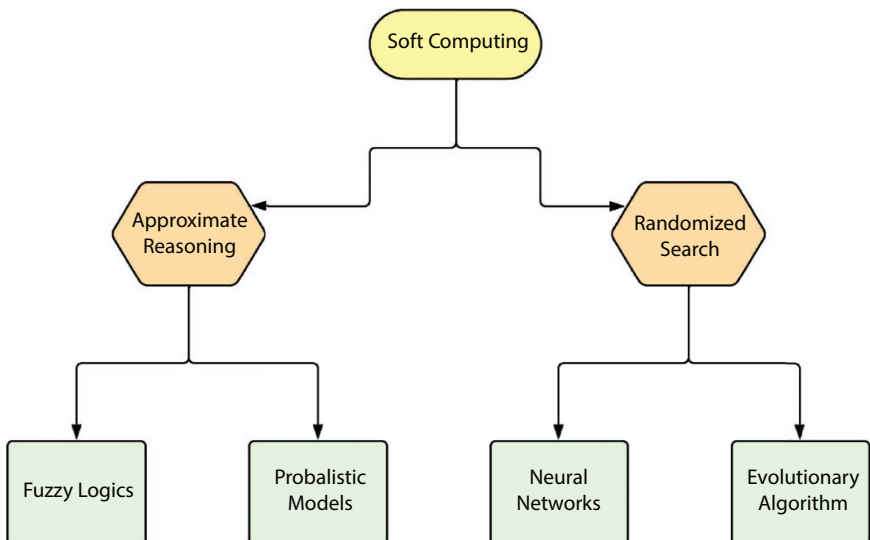 Soft Computing
Approximate
Reasoning
Randomized
Search
Fuzzy Logics
Probalistic
Models
Neural
Networks
Evolutionary
Algorithm